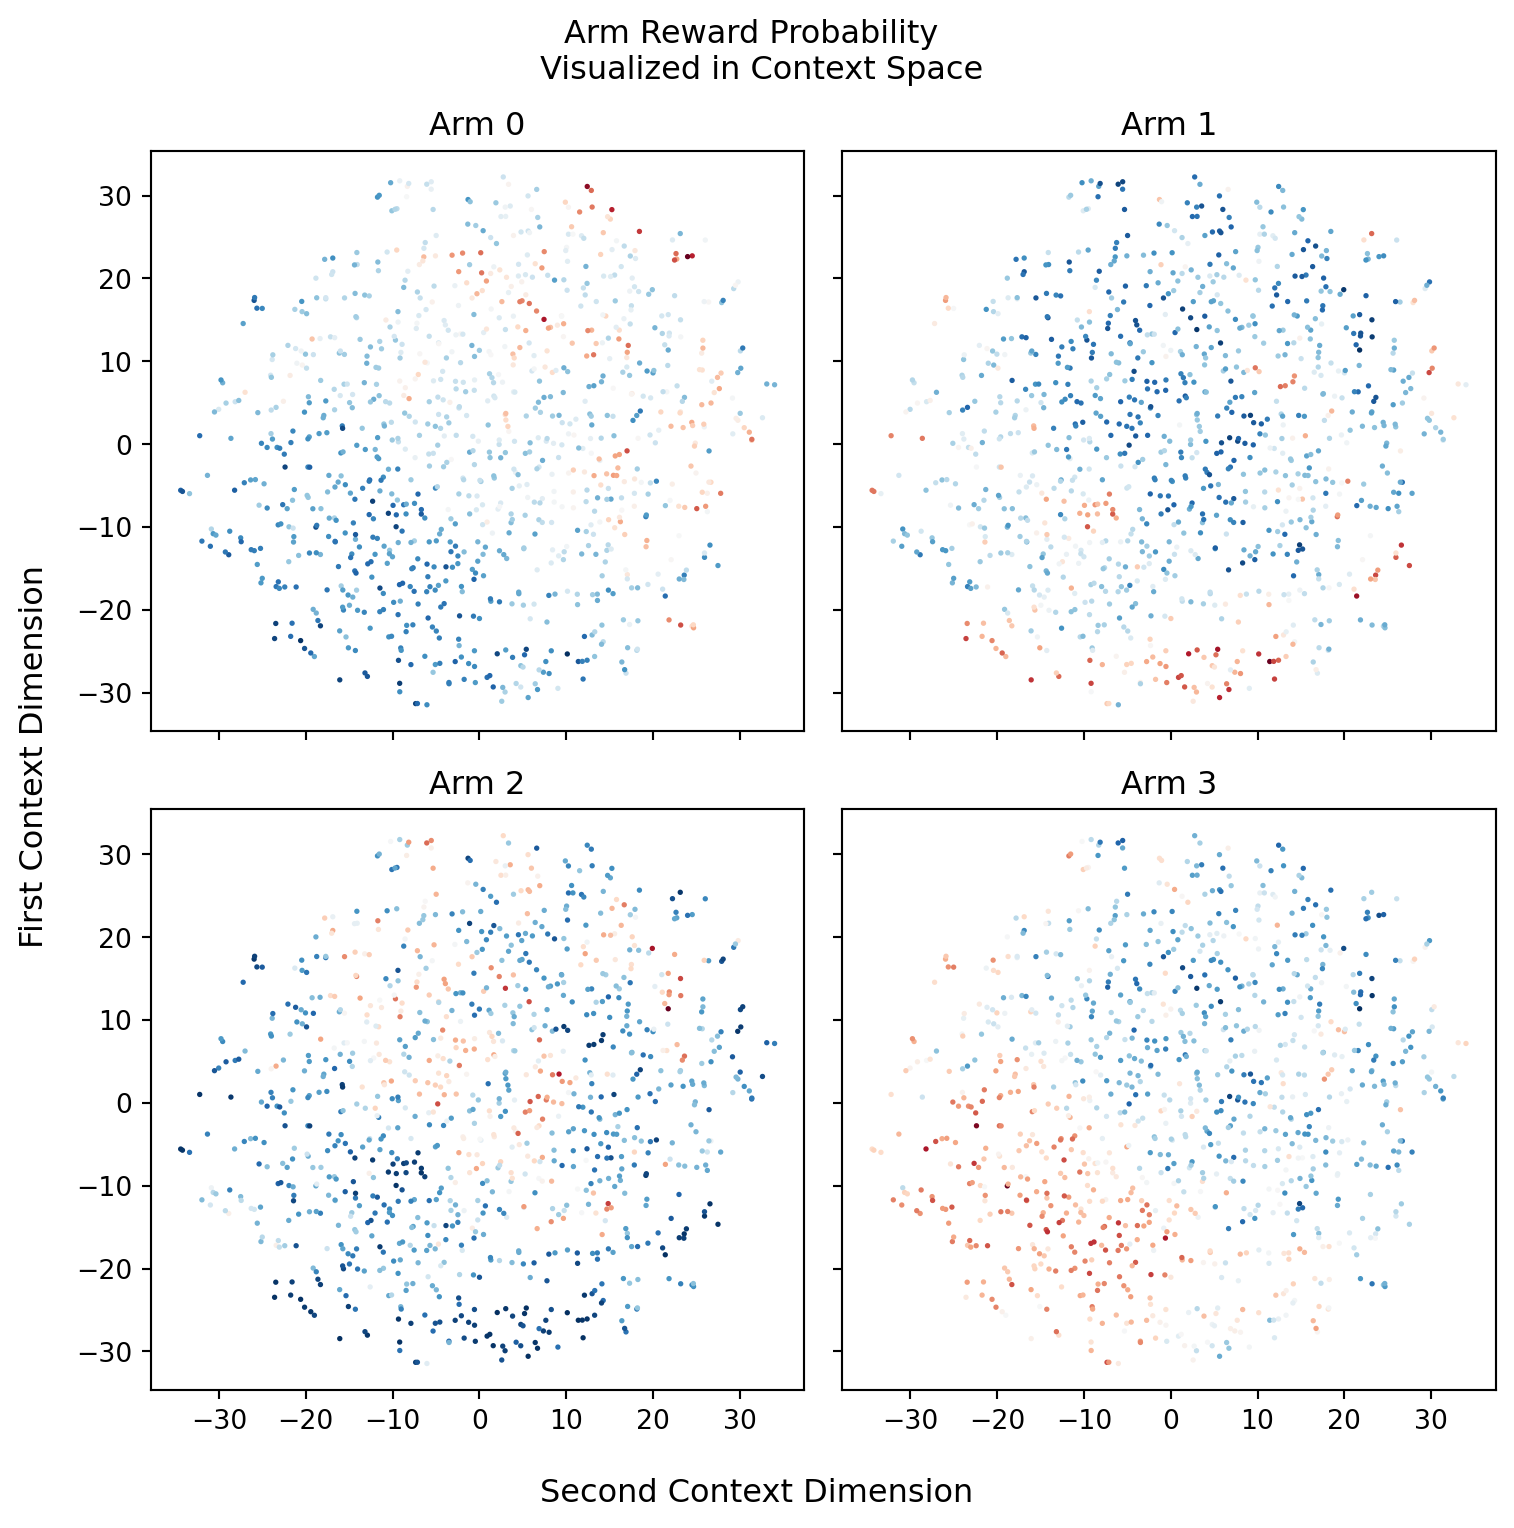 Arm Reward Probability
Visualized in Context Space
Arm 0
Arm 1
30
20
10
0
−10
−20
−30
First Context Dimension
Arm 2
Arm 3
30
20
10
0
−10
−20
−30
−30 −20 −10 0 10 20 30
−30 −20 −10 0 10 20 30
Second Context Dimension